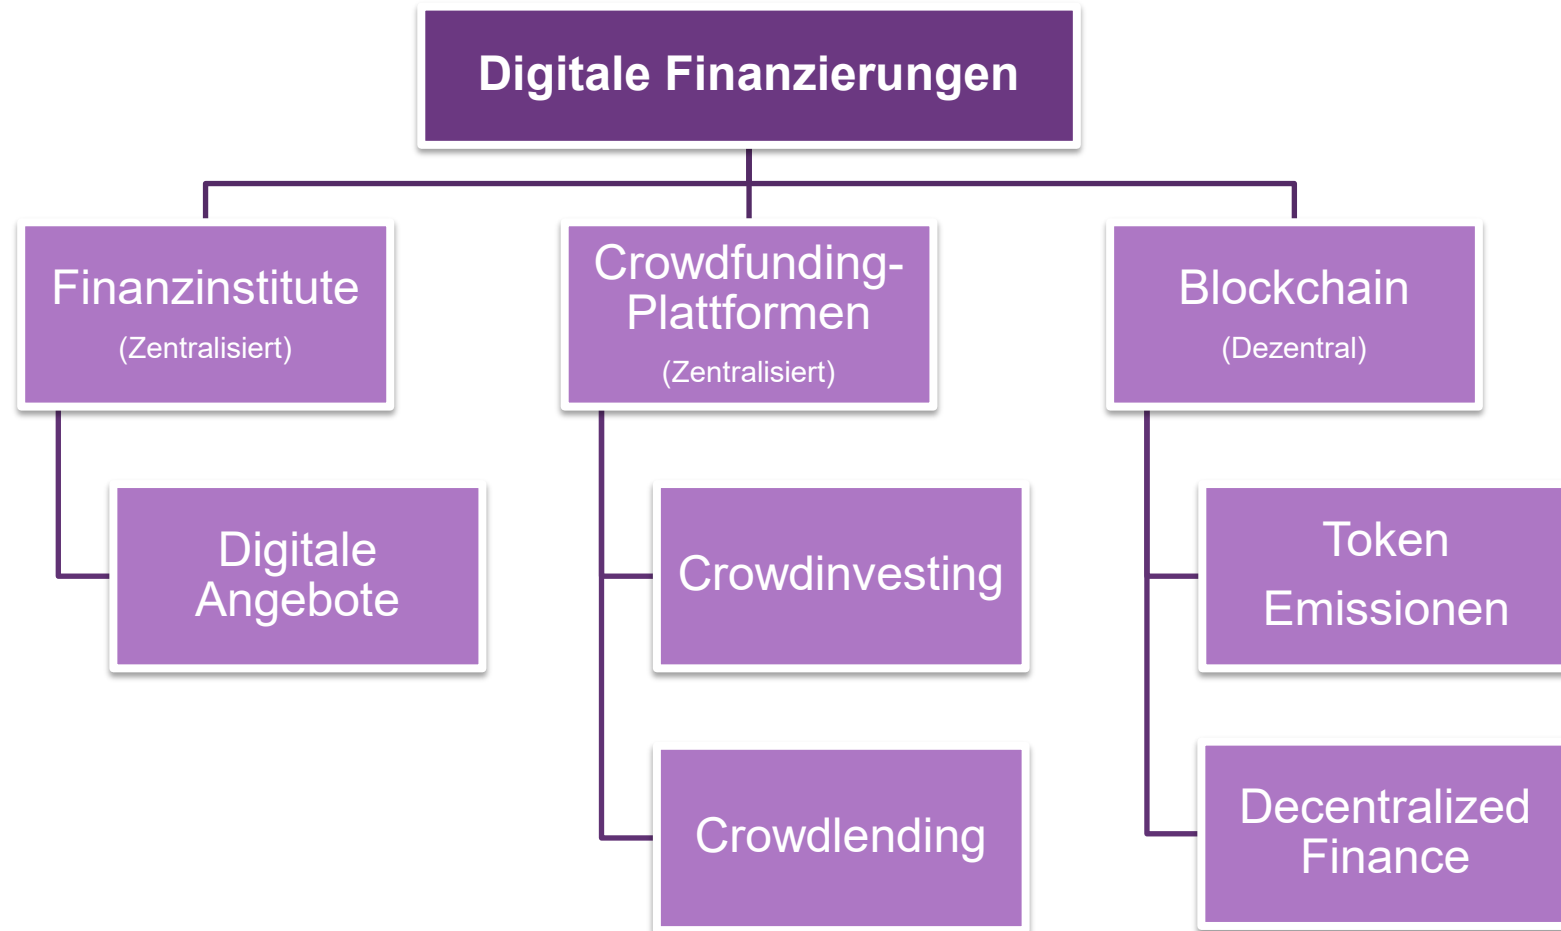 Digitale Finanzierungen
Finanzinstitute
(Zentralisiert)
Crowdfunding-
Plattformen
(Zentralisiert)
Blockchain
(Dezentral)
Digitale
Angebote
Crowdinvesting
Token
Emissionen
Crowdlending
Decentralized
Finance